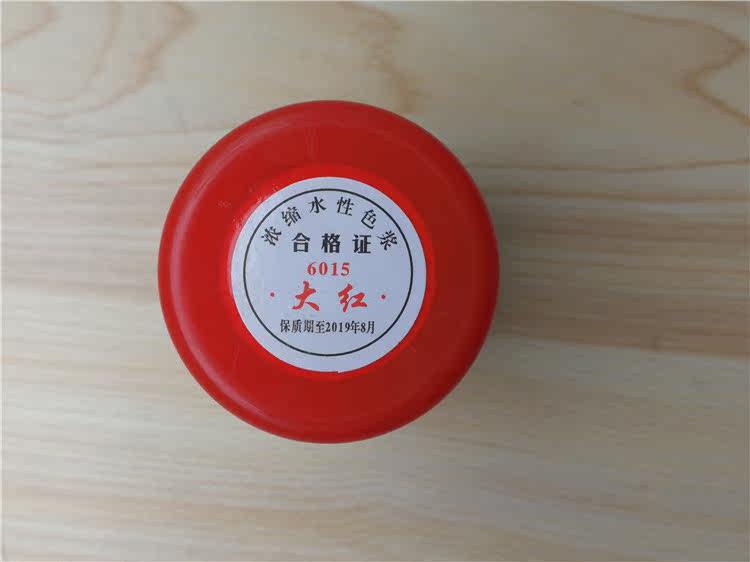 浓缩水性色浆
合格证
6015
·大红·
保质期至2019年8月